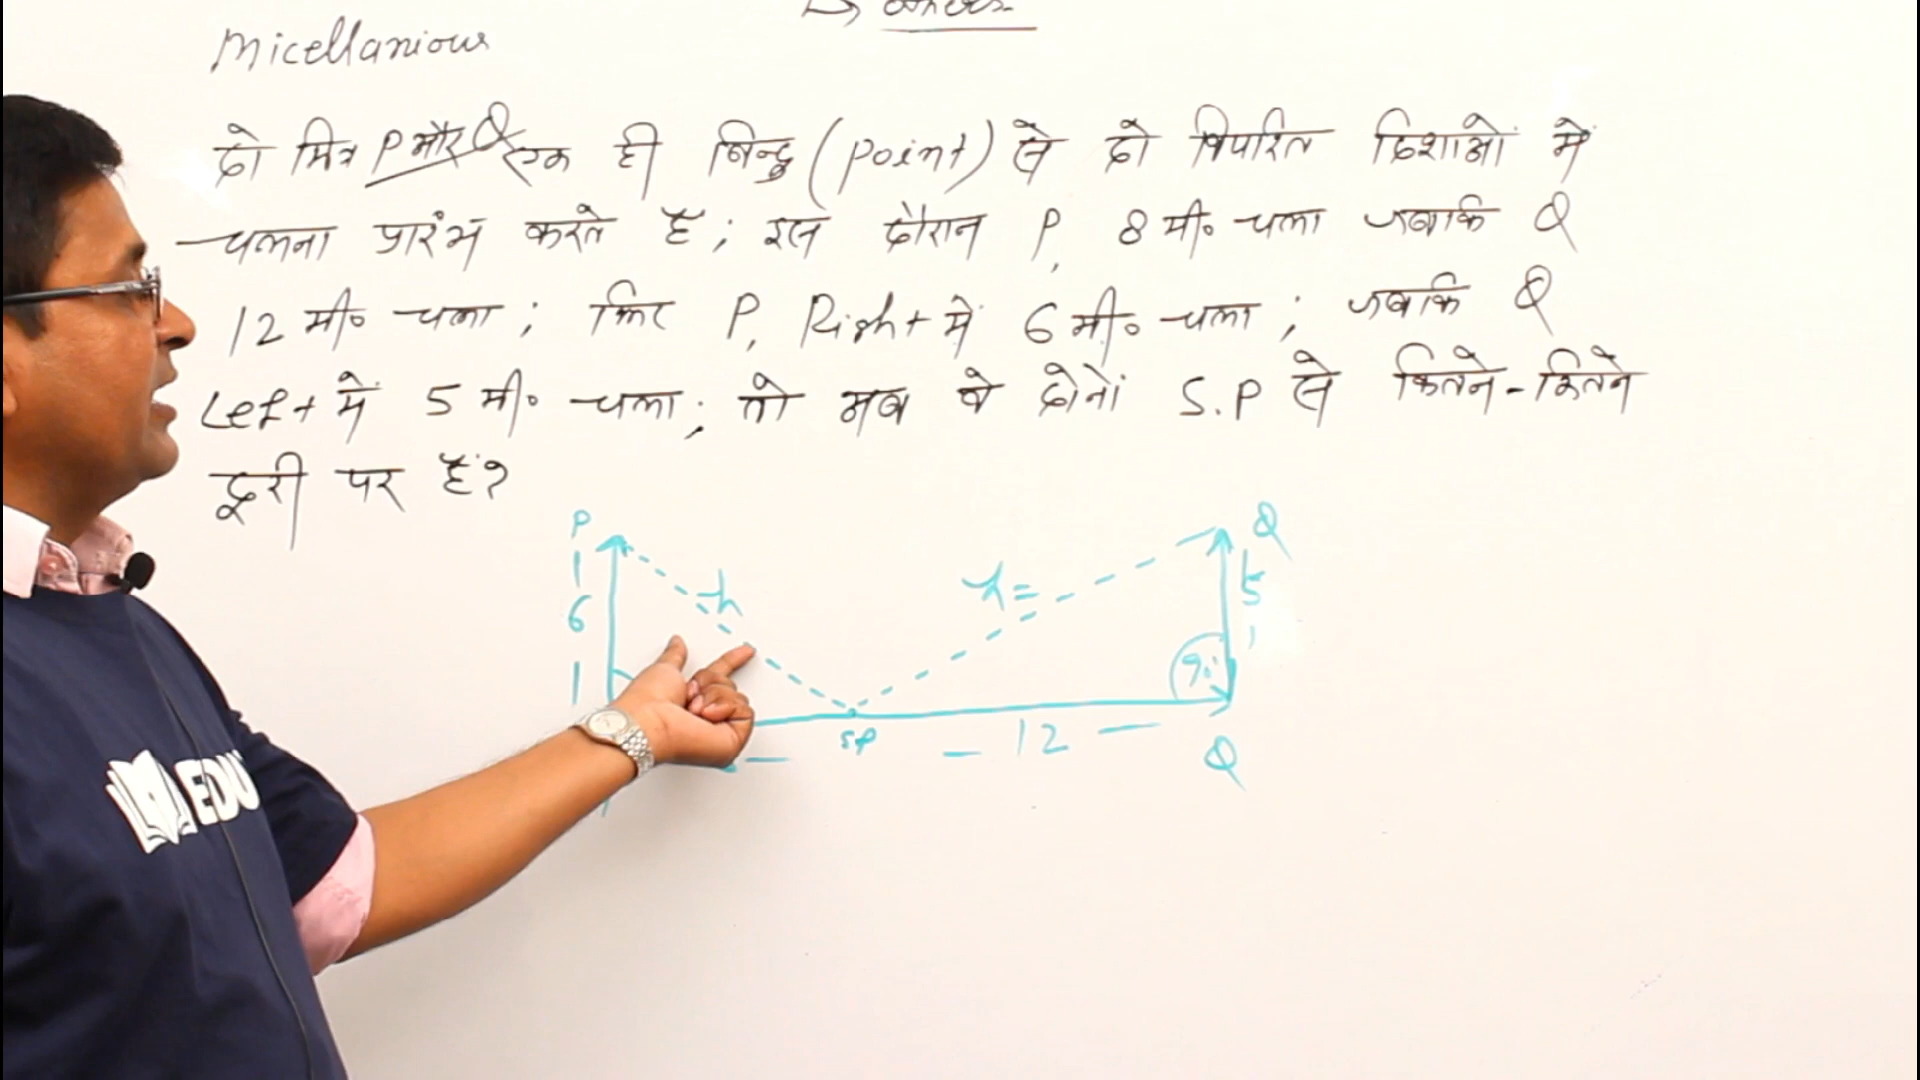 Micellanious
दो मित्र P और Q एक ही बिन्दु (point) से दो विपरित दिशाओं में
चलना प्रारंभ करते हैं ; इस दौरान P, 8 मी० चला जबकि Q
12 मी० चला ; फिर P, Right में 6 मी० चला ; जबकि Q
Left में 5 मी० चला ; तो अब वे दोनों S.P से कितने-कितने
दूरी पर हैं?
P Q
h x= 5
6
90
SP 12
Q
EDU